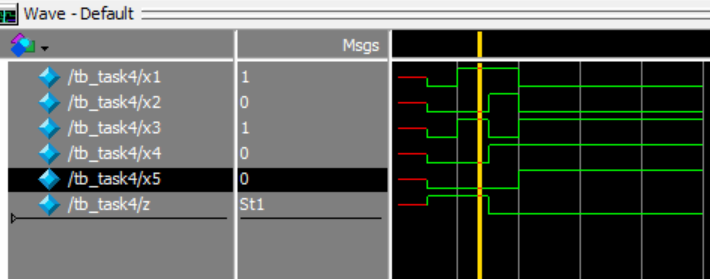 Wave - Default
Msgs
/tb_task4/x1 1
/tb_task4/x2 0
/tb_task4/x3 1
/tb_task4/x4 0
/tb_task4/x5 0
/tb_task4/z St1